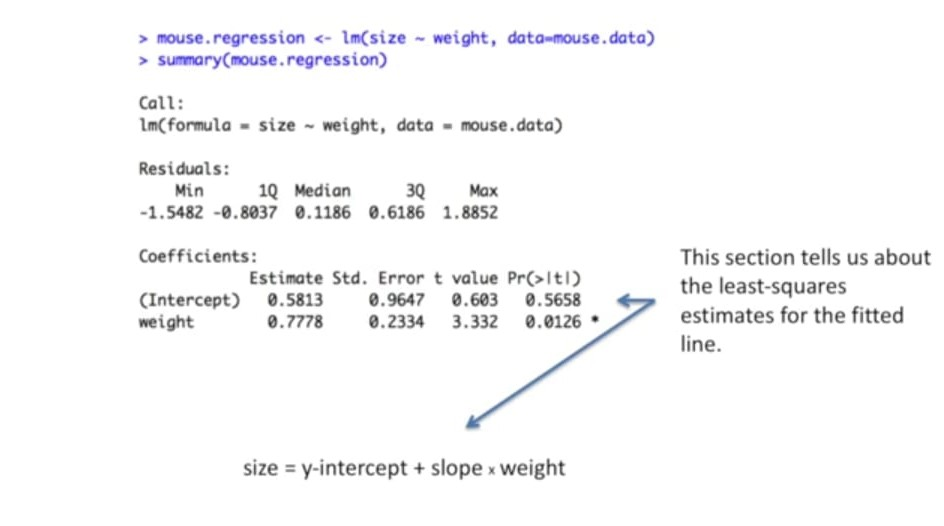 > mouse.regression <- lm(size ~ weight, data=mouse.data)
> summary(mouse.regression)
Call:
lm(formula = size ~ weight, data = mouse.data)
Residuals:
Min 1Q Median 3Q Max
-1.5482 -0.8037 0.1186 0.6186 1.8852
Coefficients:
Estimate Std. Error t value Pr(>|t|)
(Intercept) 0.5813 0.9647 0.603 0.5658
weight 0.7778 0.2334 3.332 0.0126 *
This section tells us about
the least-squares
estimates for the fitted
line.
size = y-intercept + slope x weight